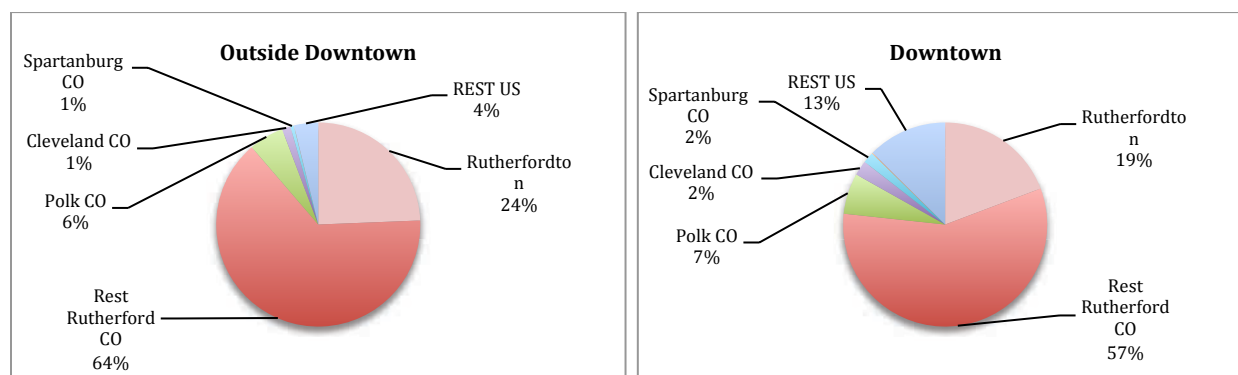 Outside Downtown
Spartanburg
CO
1%
REST US
4%
Cleveland CO
1%
Rutherfordto
n
24%
Polk CO
6%
Rest
Rutherford
CO
64%
Downtown
REST US
13%
Spartanburg
CO
2%
Rutherfordto
n
19%
Cleveland CO
2%
Polk CO
7%
Rest
Rutherford
CO
57%